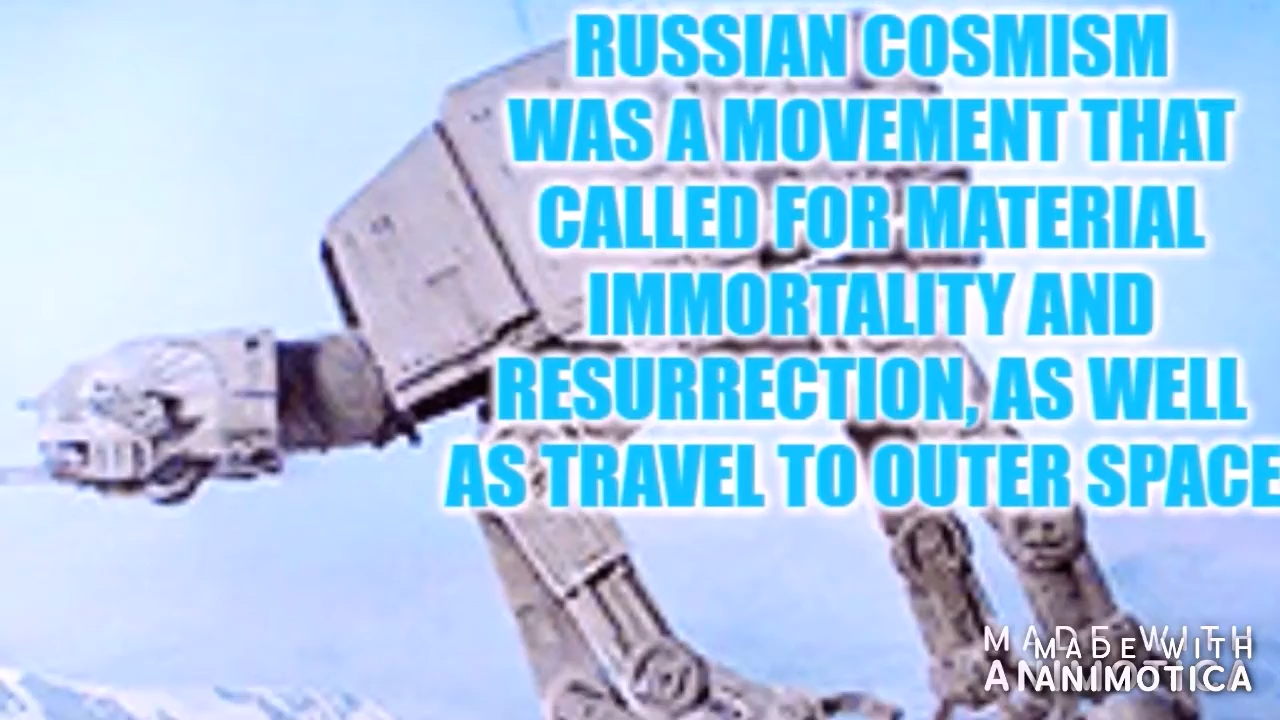 RUSSIAN COSMISM
WAS A MOVEMENT THAT
CALLED FOR MATERIAL
IMMORTALITY AND
RESURRECTION, AS WELL
AS TRAVEL TO OUTER SPACE
MADE WITH
ANIMOTICA